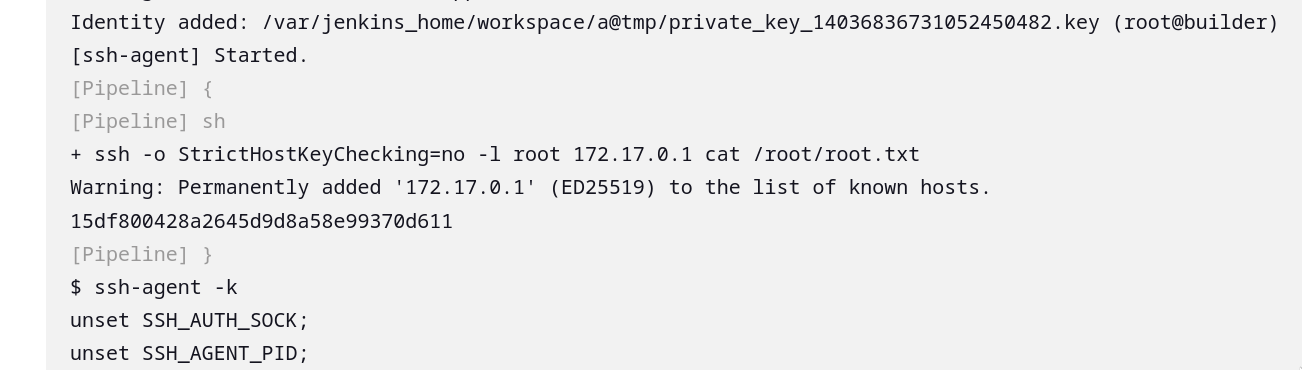 Identity added: /var/jenkins_home/workspace/a@tmp/private_key_14036836731052450482.key (root@builder)
[ssh-agent] Started.
[Pipeline] {
[Pipeline] sh
+ ssh -o StrictHostKeyChecking=no -l root 172.17.0.1 cat /root/root.txt
Warning: Permanently added '172.17.0.1' (ED25519) to the list of known hosts.
15df800428a2645d9d8a58e99370d611
[Pipeline] }
$ ssh-agent -k
unset SSH_AUTH_SOCK;
unset SSH_AGENT_PID;